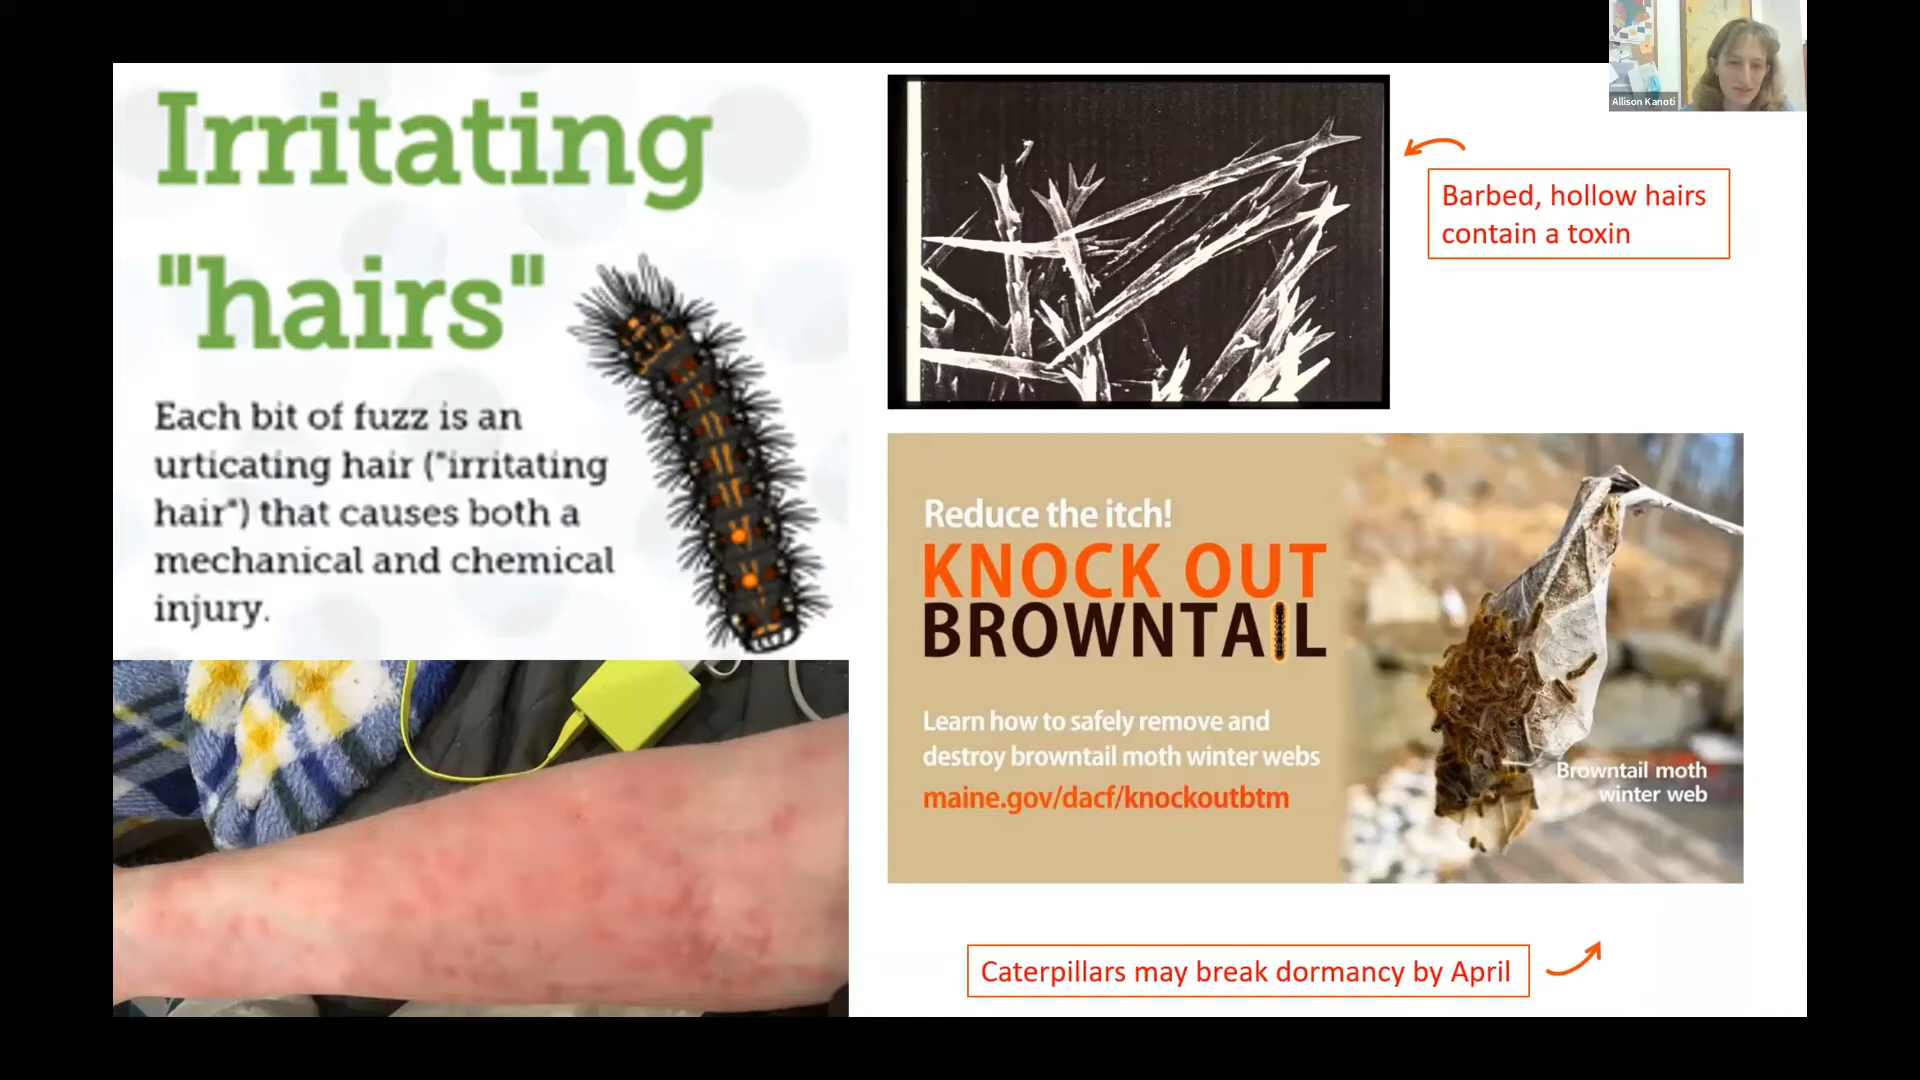 Irritating
"hairs"
Each bit of fuzz is an
urticating hair ("irritating
hair") that causes both a
mechanical and chemical
injury.
Allison Kanoti
Barbed, hollow hairs
contain a toxin
Reduce the itch!
KNOCK OUT
BROWNTAIL
Learn how to safely remove and
destroy browntail moth winter webs
maine.gov/dacf/knockoutbtm
Browntail moth
winter web
Caterpillars may break dormancy by April